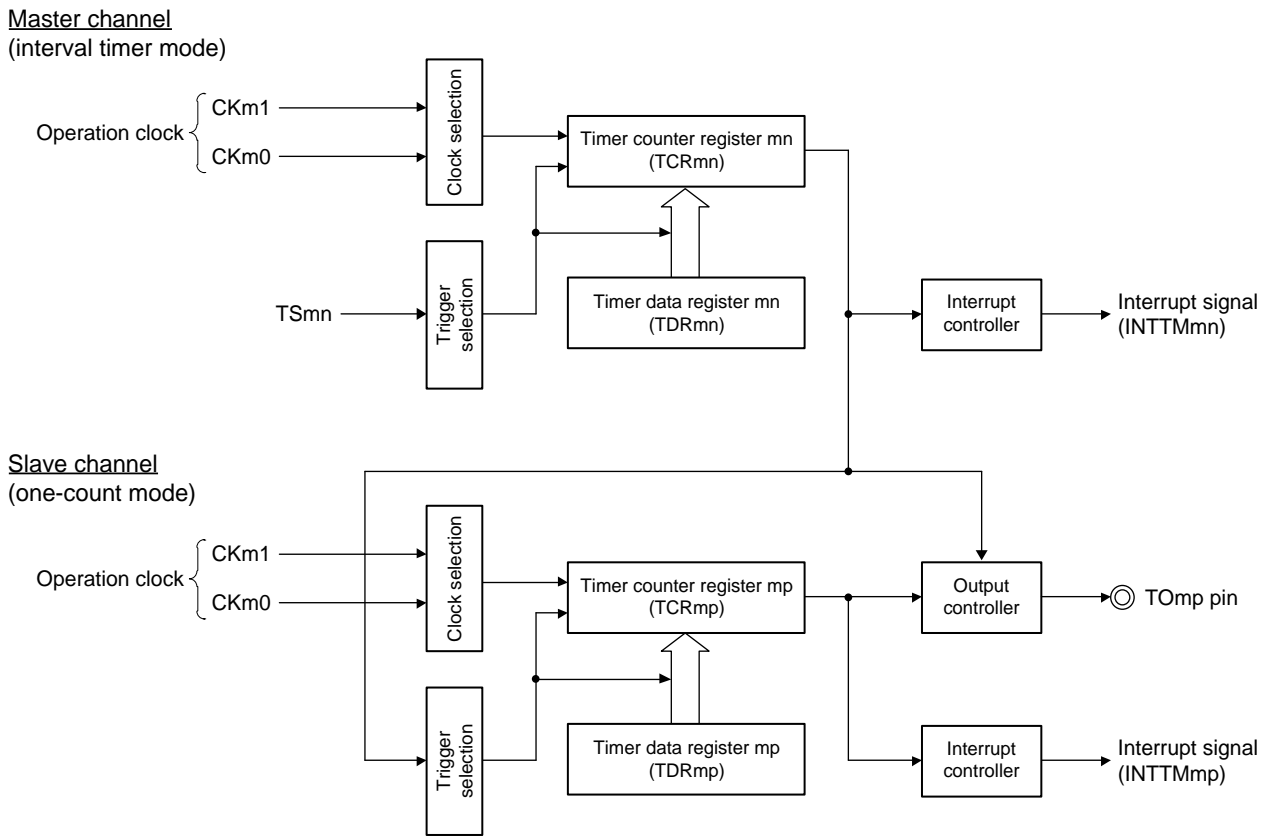 Master channel
(interval timer mode)
Operation clock
CKm1
CKm0
Clock selection
Timer counter register mn
(TCRmn)
TSmn
Trigger
selection
Timer data register mn
(TDRmn)
Interrupt
controller
Interrupt signal
(INTTMmn)
Slave channel
(one-count mode)
Operation clock
CKm1
CKm0
Clock selection
Timer counter register mp
(TCRmp)
Output
controller
TOmp pin
Trigger
selection
Timer data register mp
(TDRmp)
Interrupt
controller
Interrupt signal
(INTTMmp)